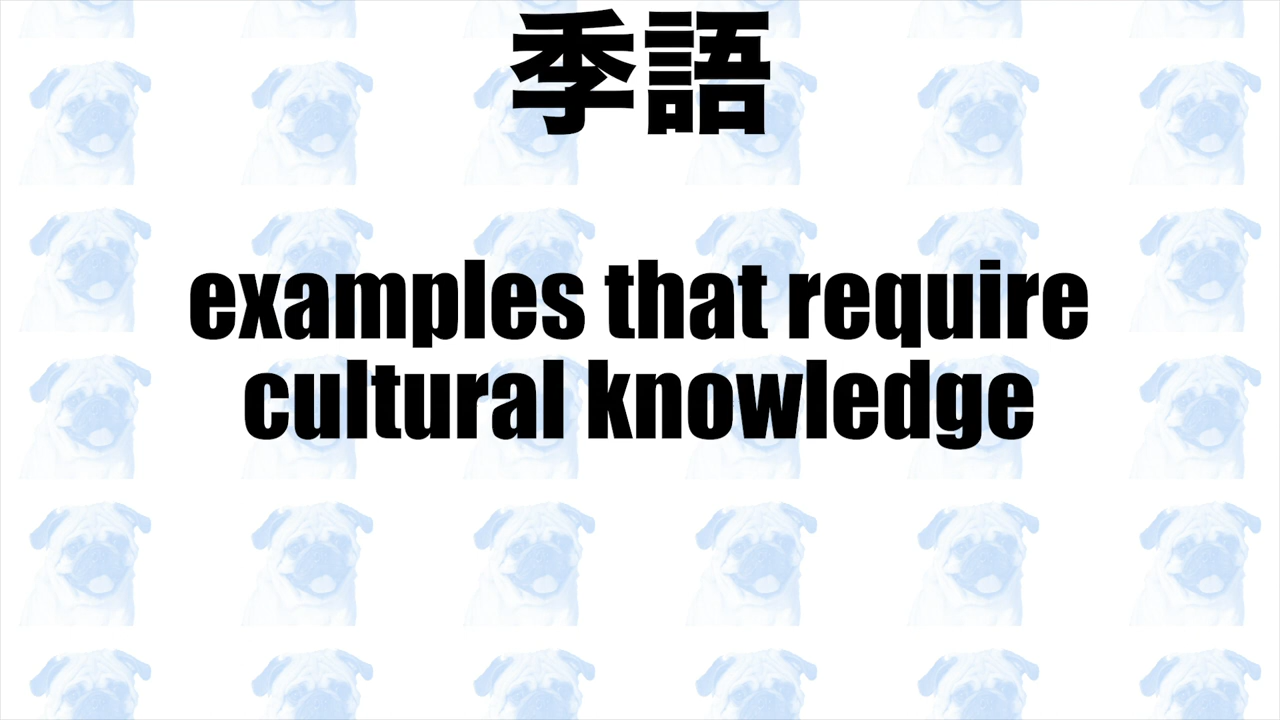 季語
examples that require
cultural knowledge